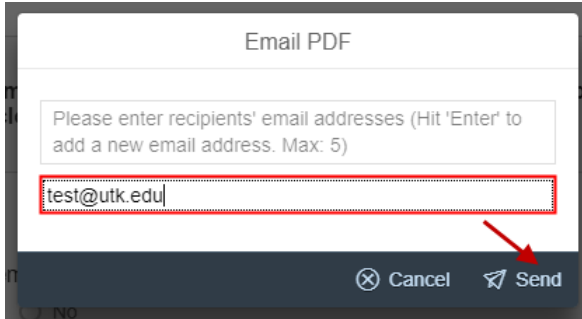 Email PDF
Please enter recipients' email addresses (Hit 'Enter' to
add a new email address. Max: 5)
test@utk.edu
Cancel
Send
No